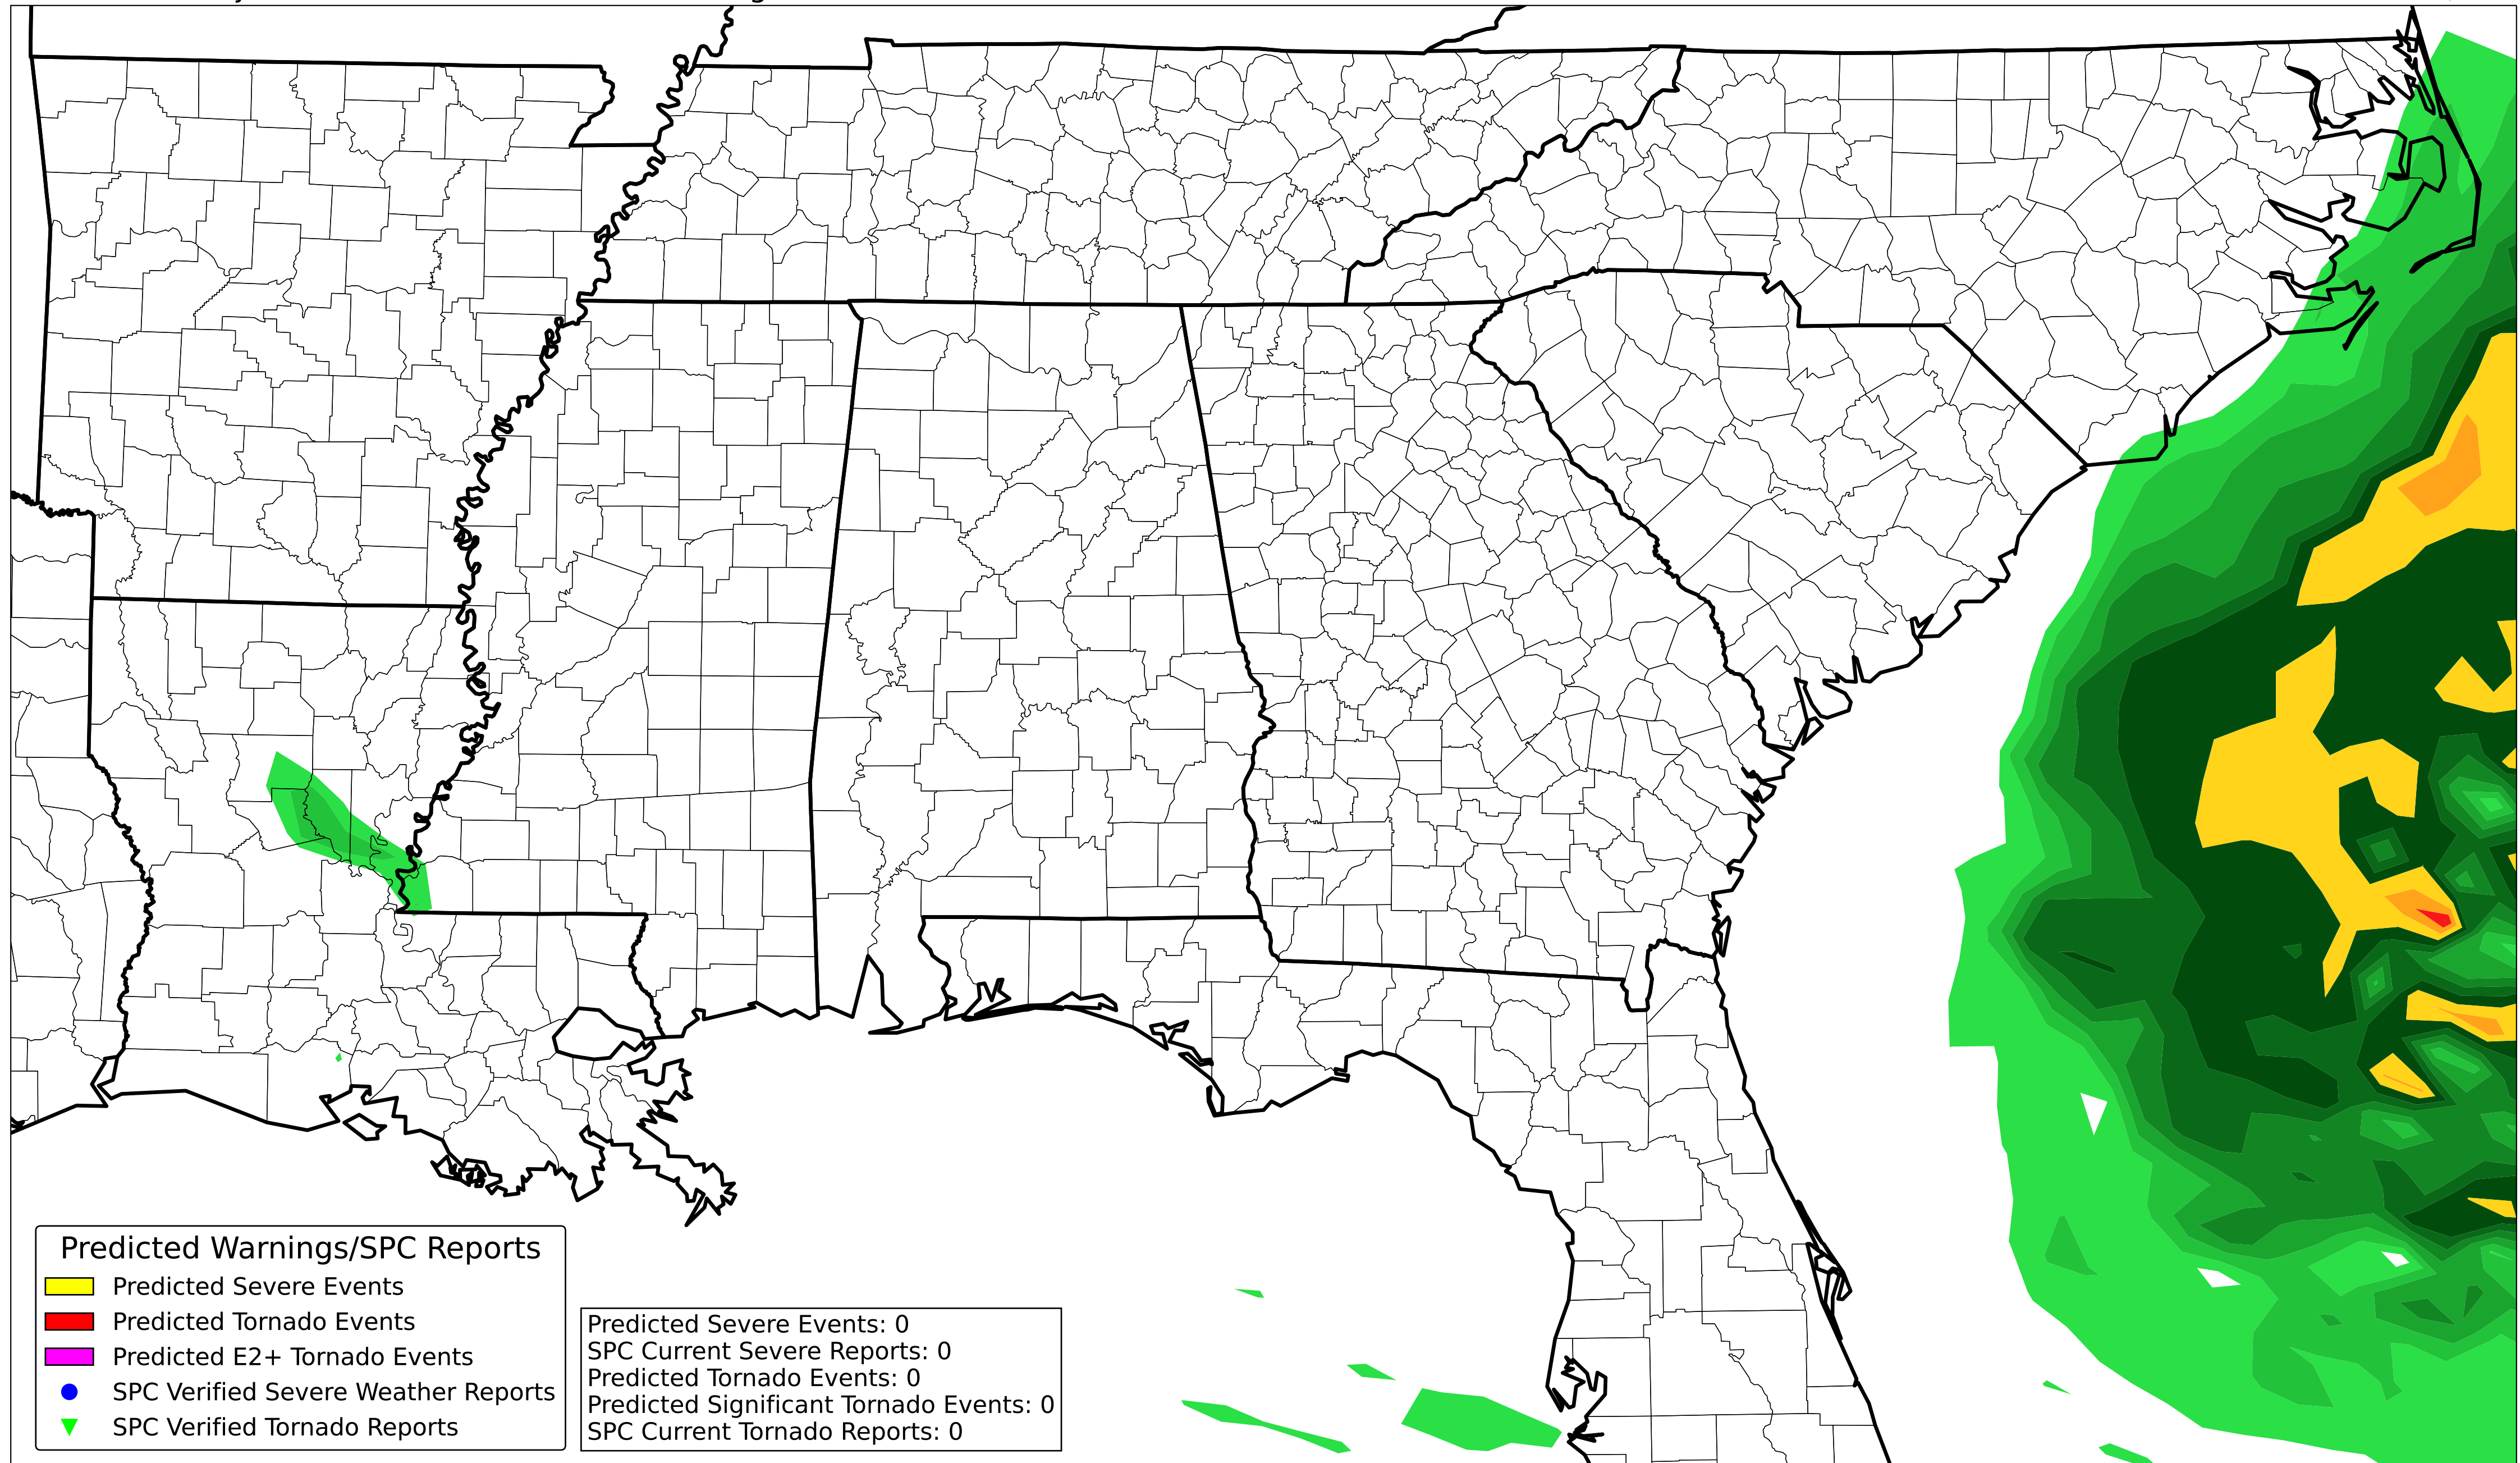 Predicted Warnings/SPC Reports
Predicted Severe Events
Predicted Tornado Events
Predicted E2+ Tornado Events
SPC Verified Severe Weather Reports
SPC Verified Tornado Reports
Predicted Severe Events: 0
SPC Current Severe Reports: 0
Predicted Tornado Events: 0
Predicted Significant Tornado Events: 0
SPC Current Tornado Reports: 0